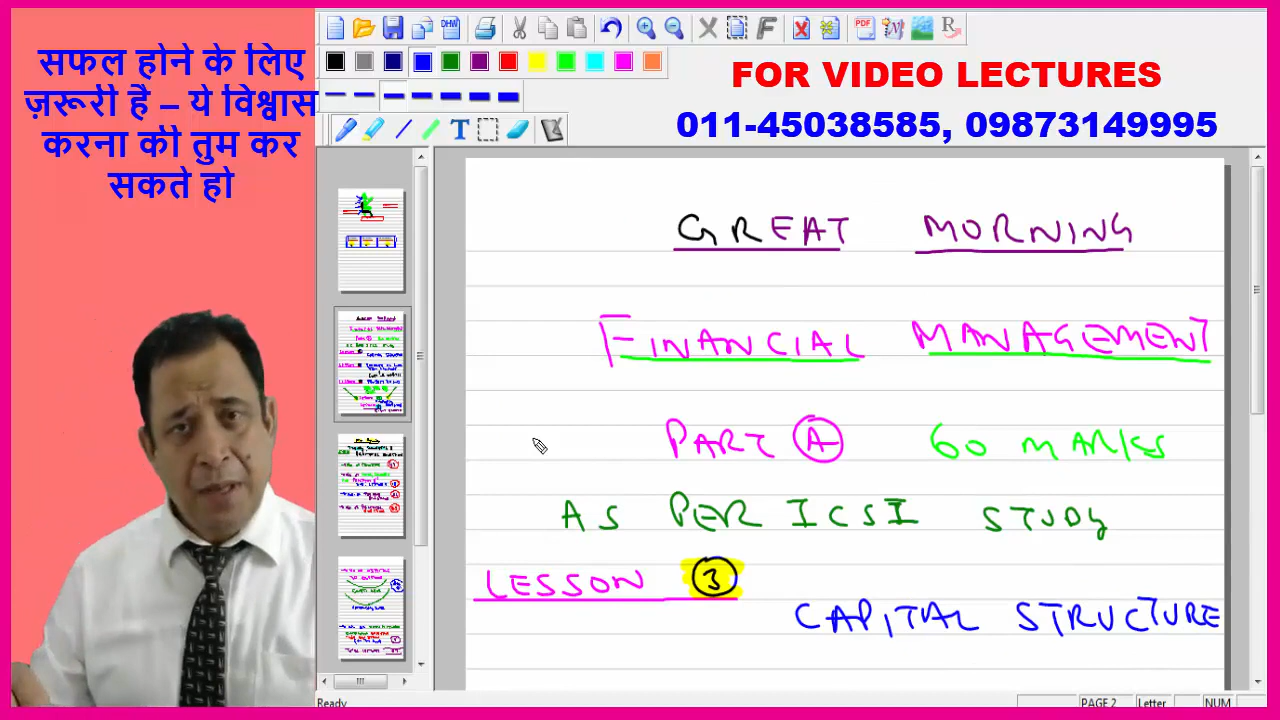 सफल होने के लिए
ज़रूरी है – ये विश्वास
करना की तुम कर
सकते हो
DHW
FOR VIDEO LECTURES
011-45038585, 09873149995
GREAT MORNING
FINANCIAL MANAGEMENT
PART A 60 MARKS
AS PER ICSI STUDY
LESSON 3
CAPITAL STRUCTURE
Ready
PAGE 2
Letter
NUM